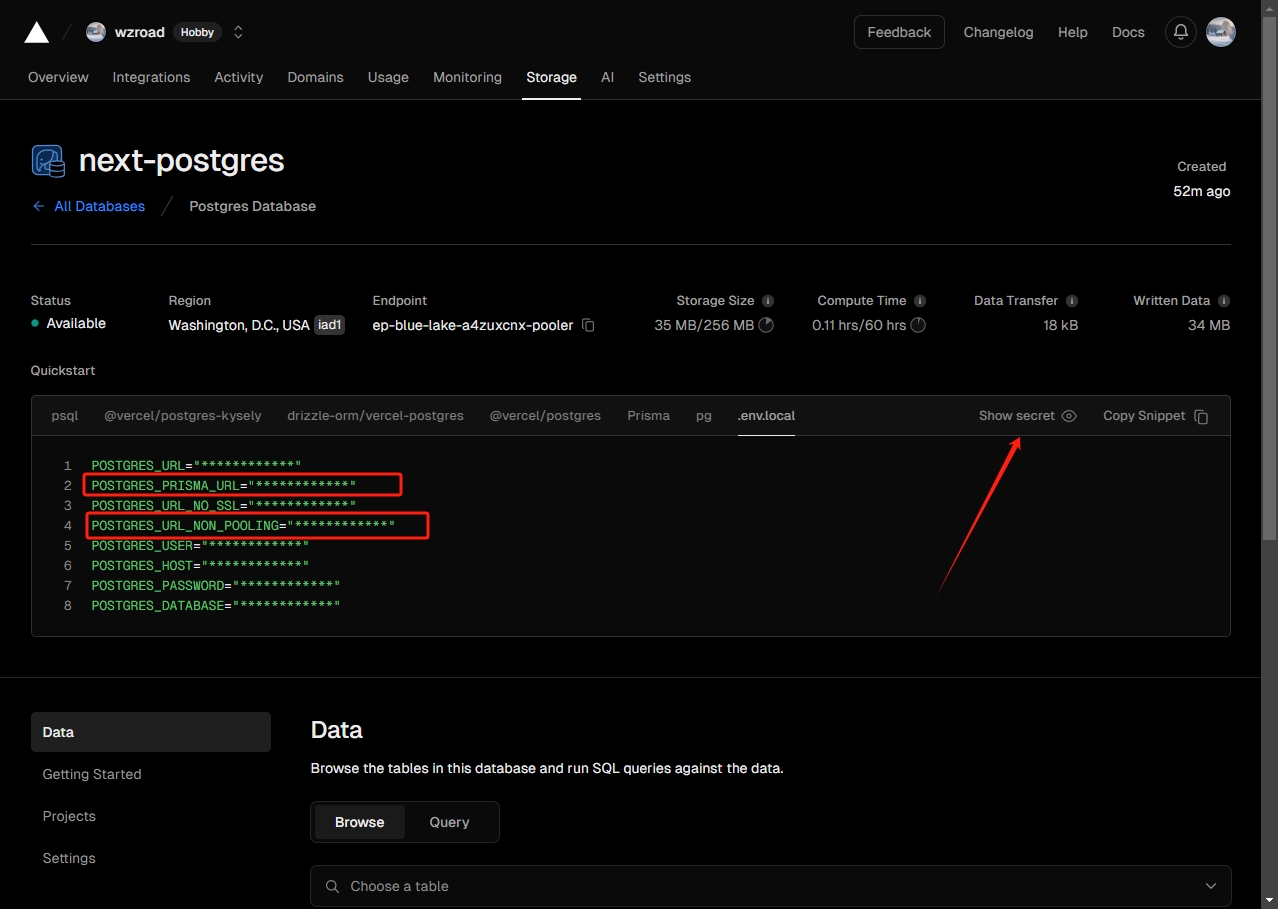 wzroad Hobby Feedback Changelog Help Docs
Overview Integrations Activity Domains Usage Monitoring Storage AI Settings
next-postgres
Created
52m ago
All Databases / Postgres Database
Status Region Endpoint Storage Size Compute Time Data Transfer Written Data
Available Washington, D.C., USA iad1 ep-blue-lake-a4zuxcnx-pooler 35 MB/256 MB 0.11 hrs/60 hrs 18 kB 34 MB
Quickstart
psql @vercel/postgres-kysely drizzle-orm/vercel-postgres @vercel/postgres Prisma pg .env.local Show secret Copy Snippet
1 POSTGRES_URL="************"
2 POSTGRES_PRISMA_URL="************"
3 POSTGRES_URL_NO_SSL="************"
4 POSTGRES_URL_NON_POOLING="************"
5 POSTGRES_USER="************"
6 POSTGRES_HOST="************"
7 POSTGRES_PASSWORD="************"
8 POSTGRES_DATABASE="************"
Data
Getting Started
Projects
Settings
Data
Browse the tables in this database and run SQL queries against the data.
Browse Query
Choose a table